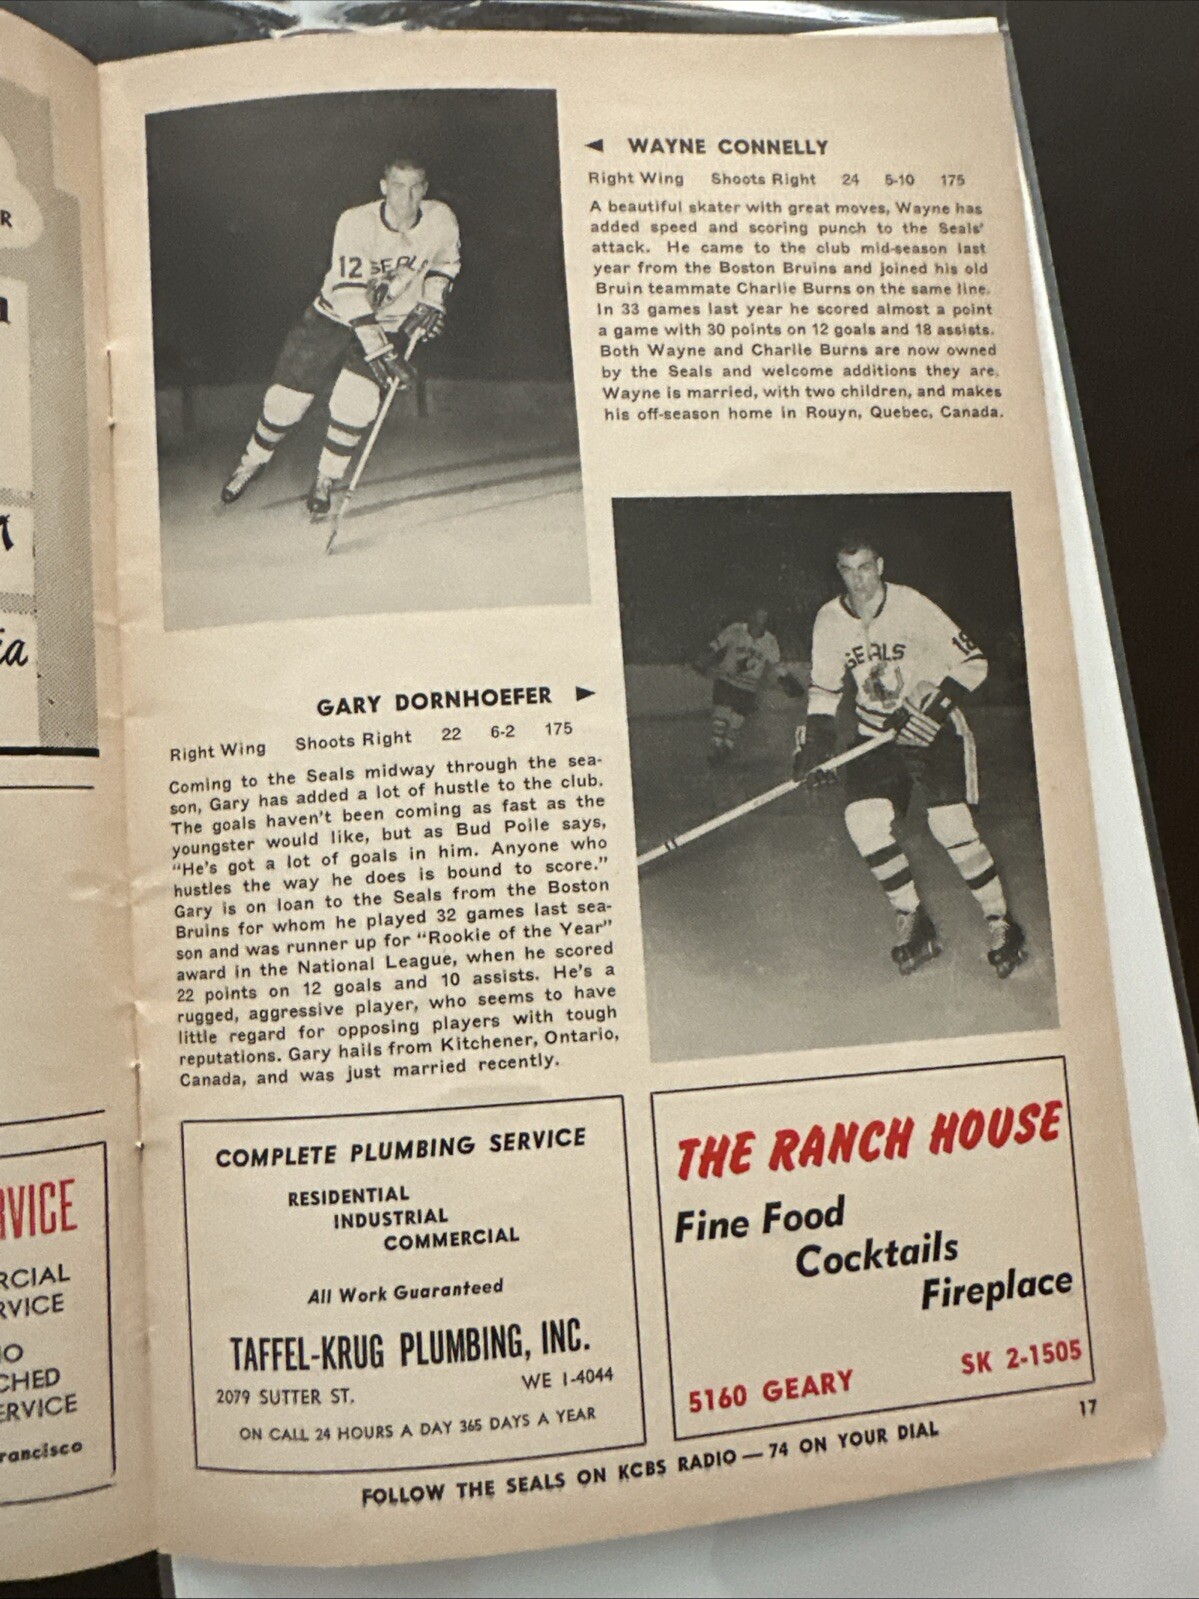 R
ia
RVICE
RCIAL
RVICE
CHED
ERVICE
rancisco
12 SEALS
◄ WAYNE CONNELLY
Right Wing Shoots Right 24 5-10 175
A beautiful skater with great moves, Wayne has
added speed and scoring punch to the Seals'
attack. He came to the club mid-season last
year from the Boston Bruins and joined his old
Bruin teammate Charlie Burns on the same line.
In 33 games last year he scored almost a point
a game with 30 points on 12 goals and 18 assists.
Both Wayne and Charlie Burns are now owned
by the Seals and welcome additions they are.
Wayne is married, with two children, and makes
his off-season home in Rouyn, Quebec, Canada.
SEALS
18
GARY DORNHOEFER ►
Right Wing Shoots Right 22 6-2 175
Coming to the Seals midway through the sea-
son, Gary has added a lot of hustle to the club.
The goals haven't been coming as fast as the
youngster would like, but as Bud Poile says,
"He's got a lot of goals in him. Anyone who
hustles the way he does is bound to score."
Gary is on loan to the Seals from the Boston
Bruins for whom he played 32 games last sea-
son and was runner up for "Rookie of the Year"
award in the National League, when he scored
22 points on 12 goals and 10 assists. He's a
rugged, aggressive player, who seems to have
little regard for opposing players with tough
reputations. Gary hails from Kitchener, Ontario,
Canada, and was just married recently.
COMPLETE PLUMBING SERVICE
RESIDENTIAL
INDUSTRIAL
COMMERCIAL
All Work Guaranteed
TAFFEL-KRUG PLUMBING, INC.
2079 SUTTER ST. WE 1-4044
ON CALL 24 HOURS A DAY 365 DAYS A YEAR
THE RANCH HOUSE
Fine Food
Cocktails
Fireplace
5160 GEARY SK 2-1505
17
FOLLOW THE SEALS ON KCBS RADIO — 74 ON YOUR DIAL